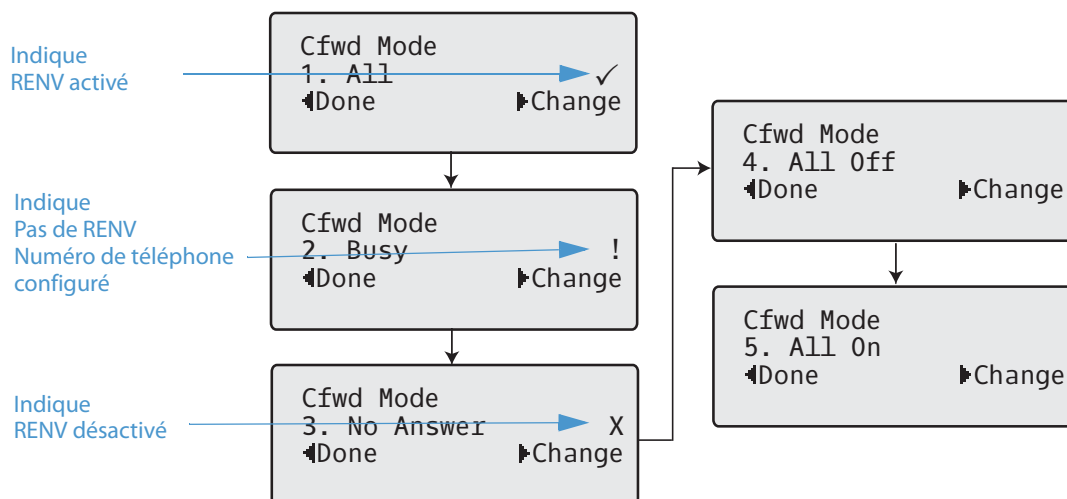 Indique
RENV activé
Cfwd Mode
1. All ✓
◀Done ▶Change
Indique
Pas de RENV
Numéro de téléphone
configuré
Cfwd Mode
2. Busy !
◀Done ▶Change
Indique
RENV désactivé
Cfwd Mode
3. No Answer X
◀Done ▶Change
Cfwd Mode
4. All Off
◀Done ▶Change
Cfwd Mode
5. All On
◀Done ▶Change